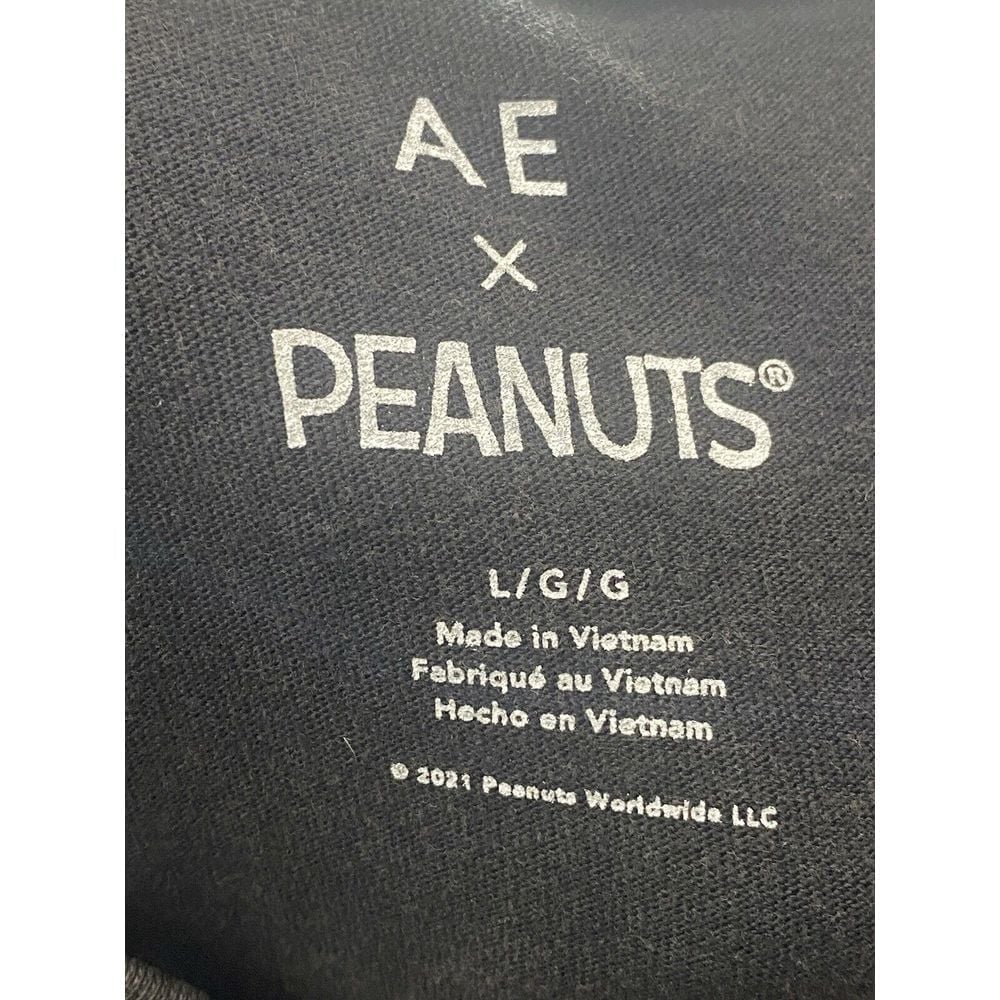 AE
×
PEANUTS®
L/G/G
Made in Vietnam
Fabriqué au Vietnam
Hecho en Vietnam
© 2021 Peanuts Worldwide LLC